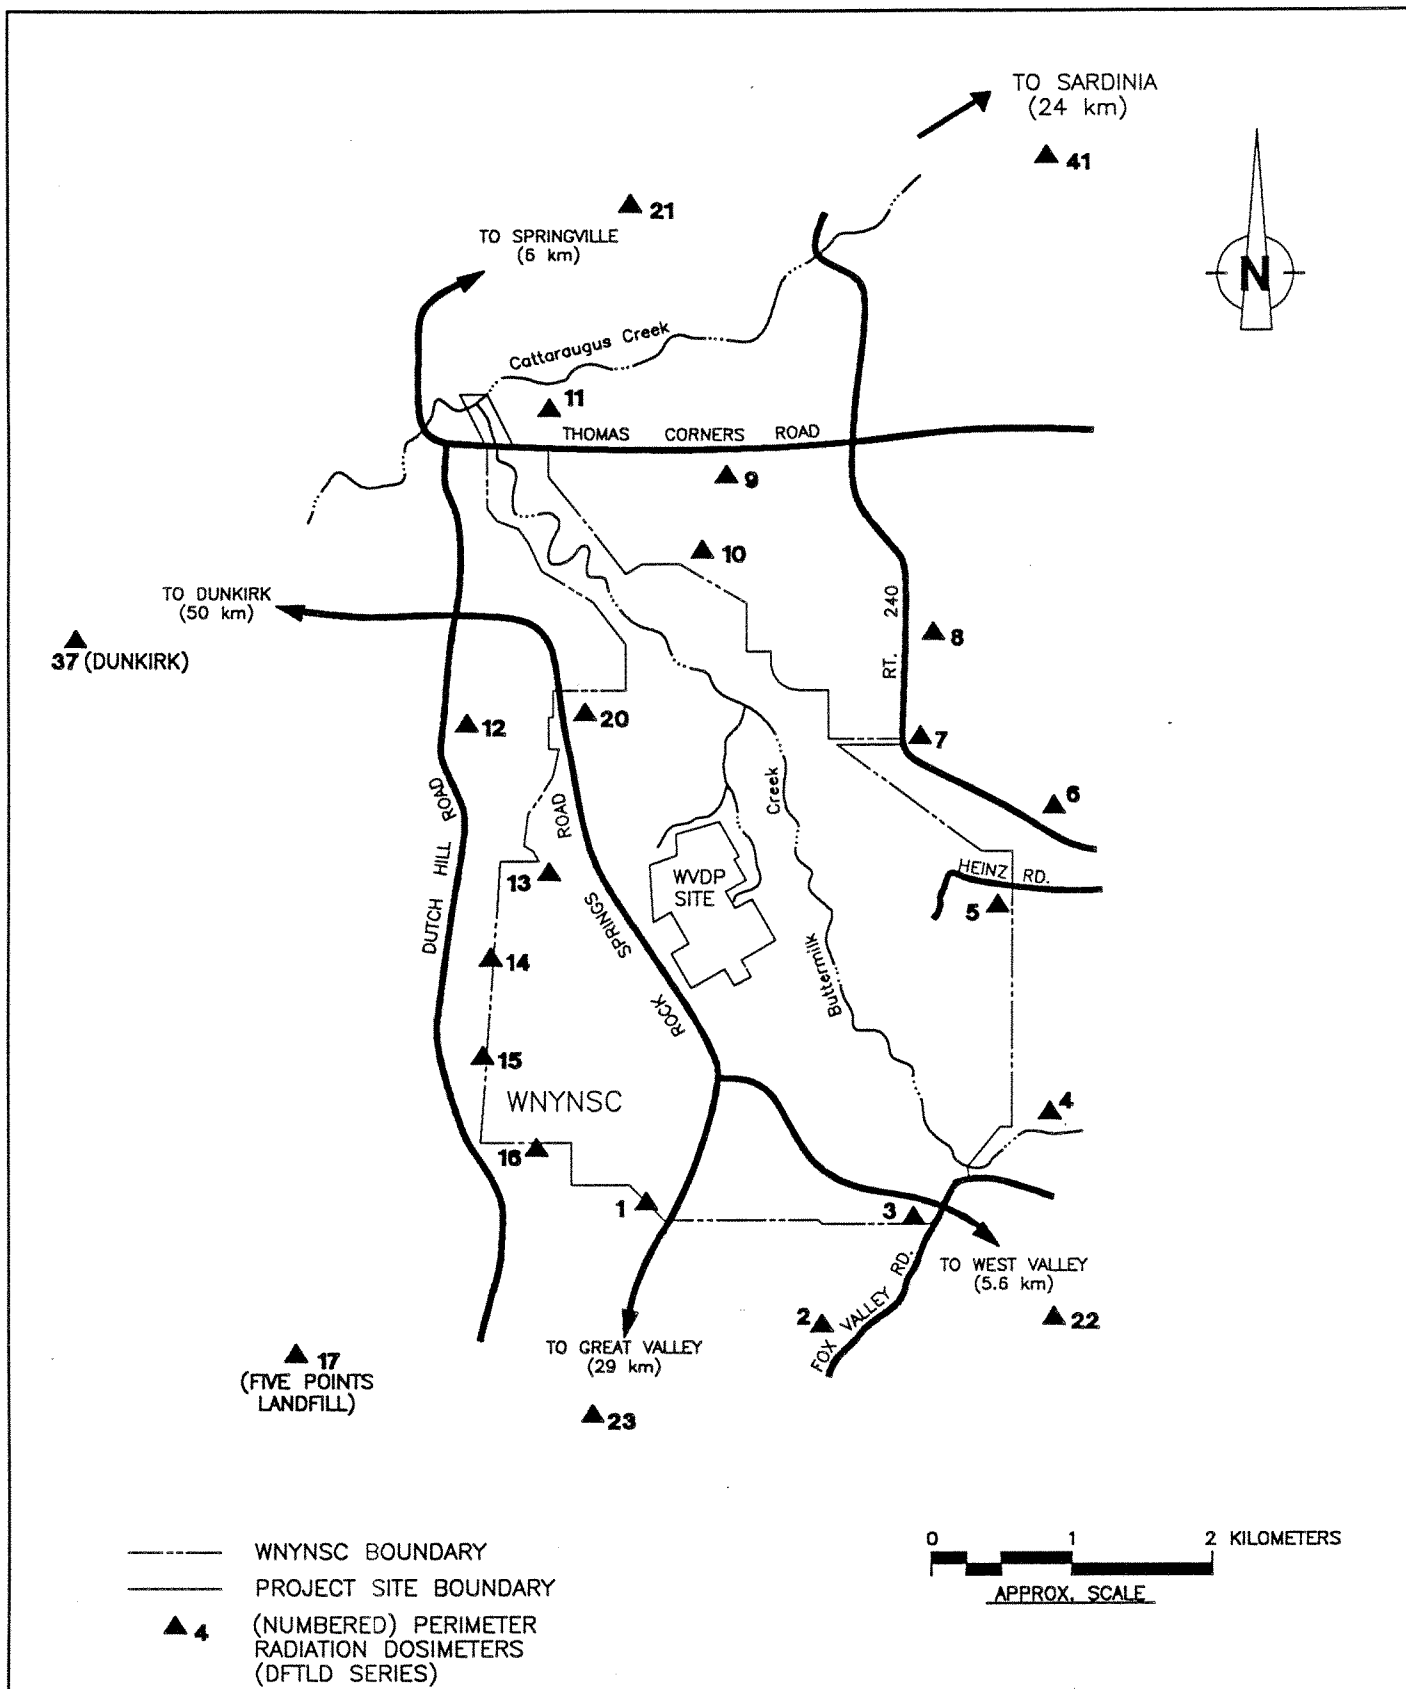 TO SARDINIA
(24 km)
41
21
TO SPRINGVILLE
(6 km)
N
Cattaraugus Creek
11
THOMAS CORNERS ROAD
9
10
TO DUNKIRK
(50 km)
RT. 240
8
37 (DUNKIRK)
12
20
7
Creek
6
DUTCH HILL ROAD
ROAD
HEINZ RD.
13
WVDP
SITE
5
SPRINGS
14
Buttermilk
ROCK
15
WNYNSC
4
16
1
3
TO WEST VALLEY
(5.6 km)
2
FOX VALLEY RD.
22
TO GREAT VALLEY
(29 km)
17
(FIVE POINTS
LANDFILL)
23
0 1 2 KILOMETERS
APPROX. SCALE
WNYNSC BOUNDARY
PROJECT SITE BOUNDARY
4 (NUMBERED) PERIMETER
RADIATION DOSIMETERS
(DFTLD SERIES)